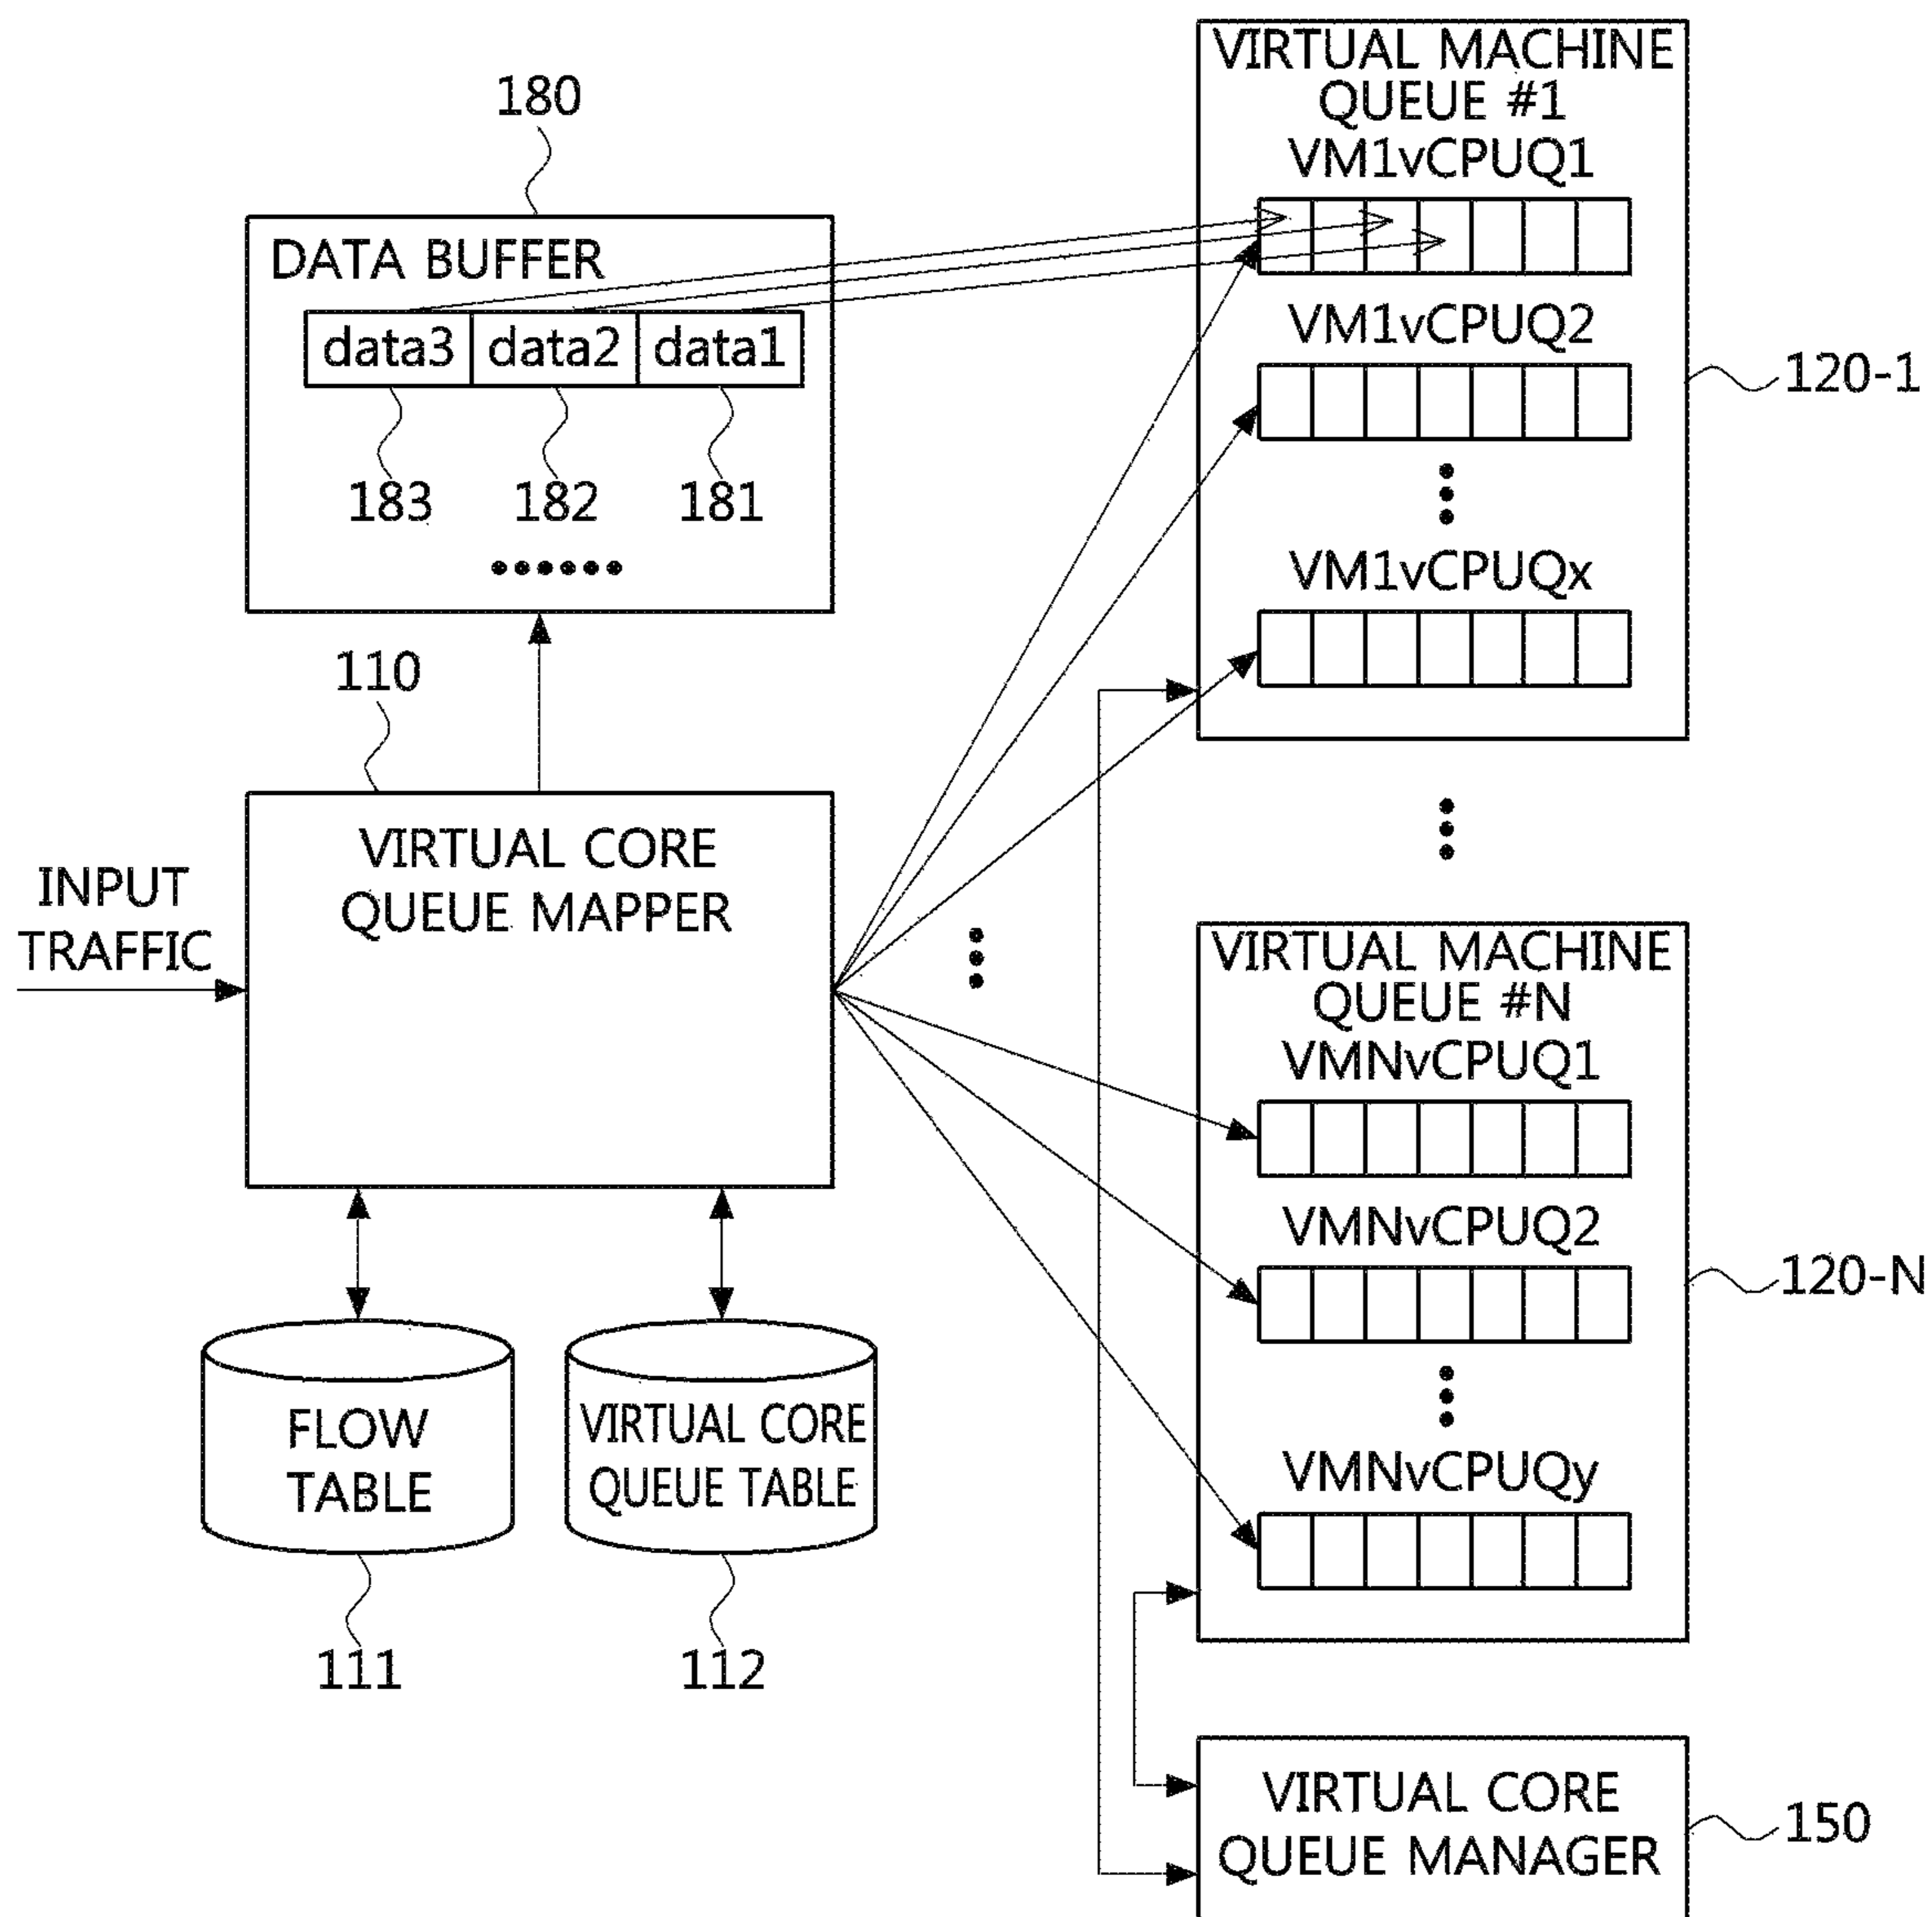 180
DATA BUFFER
data3 data2 data1
183 182 181
110
VIRTUAL CORE
QUEUE MAPPER
INPUT
TRAFFIC
FLOW
TABLE
VIRTUAL CORE
QUEUE TABLE
111
112
VIRTUAL MACHINE
QUEUE #1
VM1vCPUQ1
VM1vCPUQ2
120-1
VM1vCPUQx
VIRTUAL MACHINE
QUEUE #N
VMNvCPUQ1
VMNvCPUQ2
120-N
VMNvCPUQy
VIRTUAL CORE
QUEUE MANAGER
150